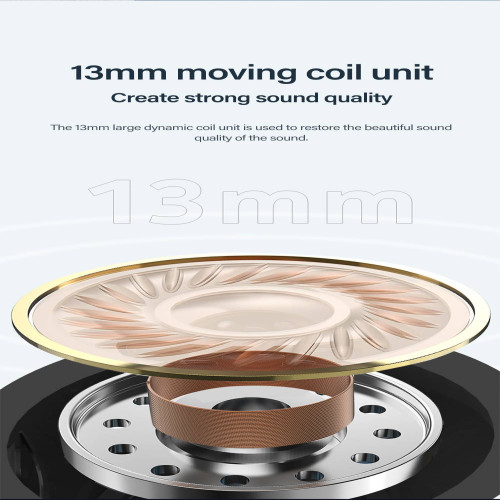 13mm moving coil unit
Create strong sound quality
The 13mm large dynamic coil unit is used to restore the beautiful sound
quality of the sound.
13mm